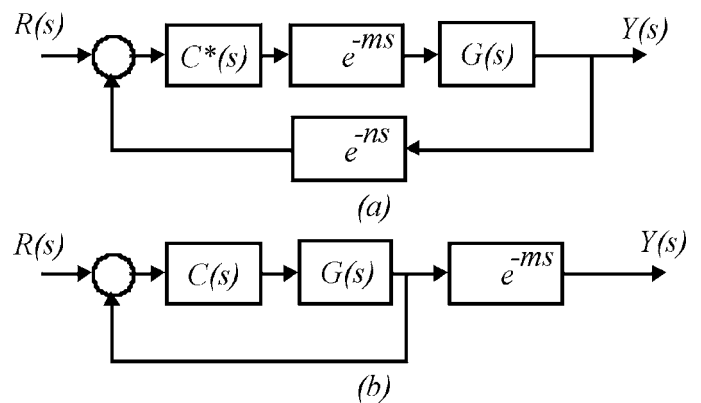 R(s) C*(s) e^-ms G(s) Y(s)
e^-ns
(a)
R(s) C(s) G(s) e^-ms Y(s)
(b)